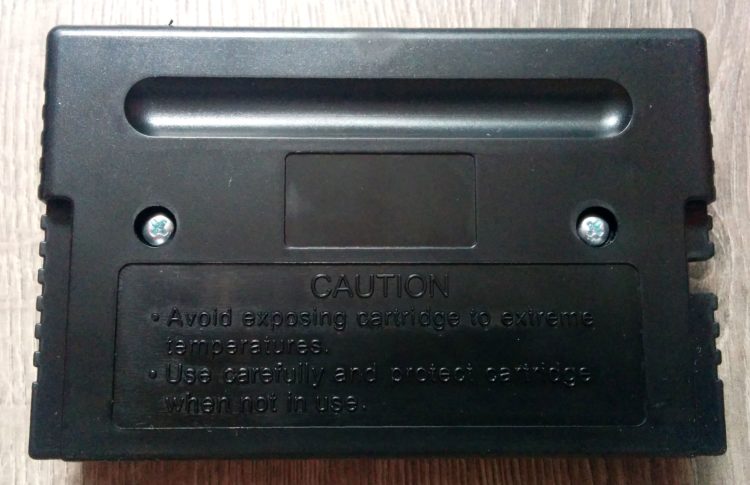 CAUTION
• Avoid exposing cartridge to extreme
temperatures.
• Use carefully and protect cartridge
when not in use.